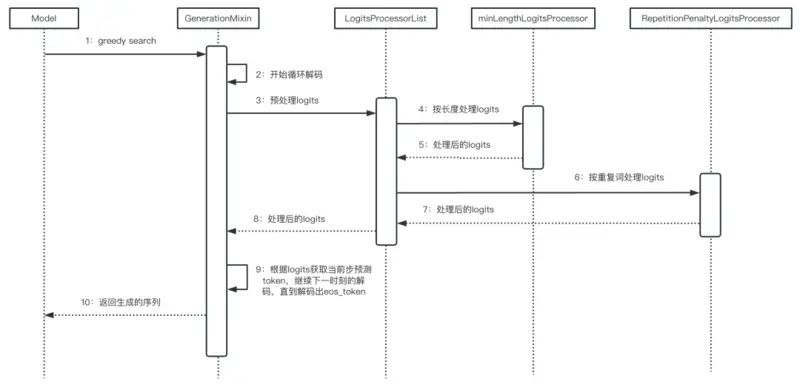 Model
GenerationMixin
LogitsProcessorList
minLengthLogitsProcessor
RepetitionPenaltyLogitsProcessor
1：greedy search
2：开始循环解码
3：预处理logits
4：按长度处理logits
5：处理后的logits
6：按重复词处理logits
7：处理后的logits
8：处理后的logits
9：根据logits获取当前步预测
token，继续下一时刻的解
码，直到解码出eos_token
10：返回生成的序列